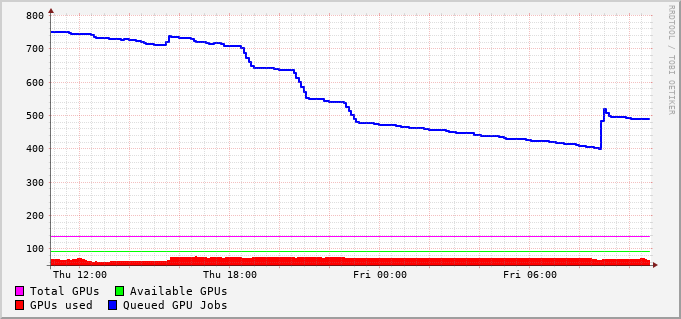 800
700
600
500
400
300
200
100
Thu 12:00 Thu 18:00 Fri 00:00 Fri 06:00
Total GPUs Available GPUs
GPUs used Queued GPU Jobs
RRDTOOL / TOBI OETIKER